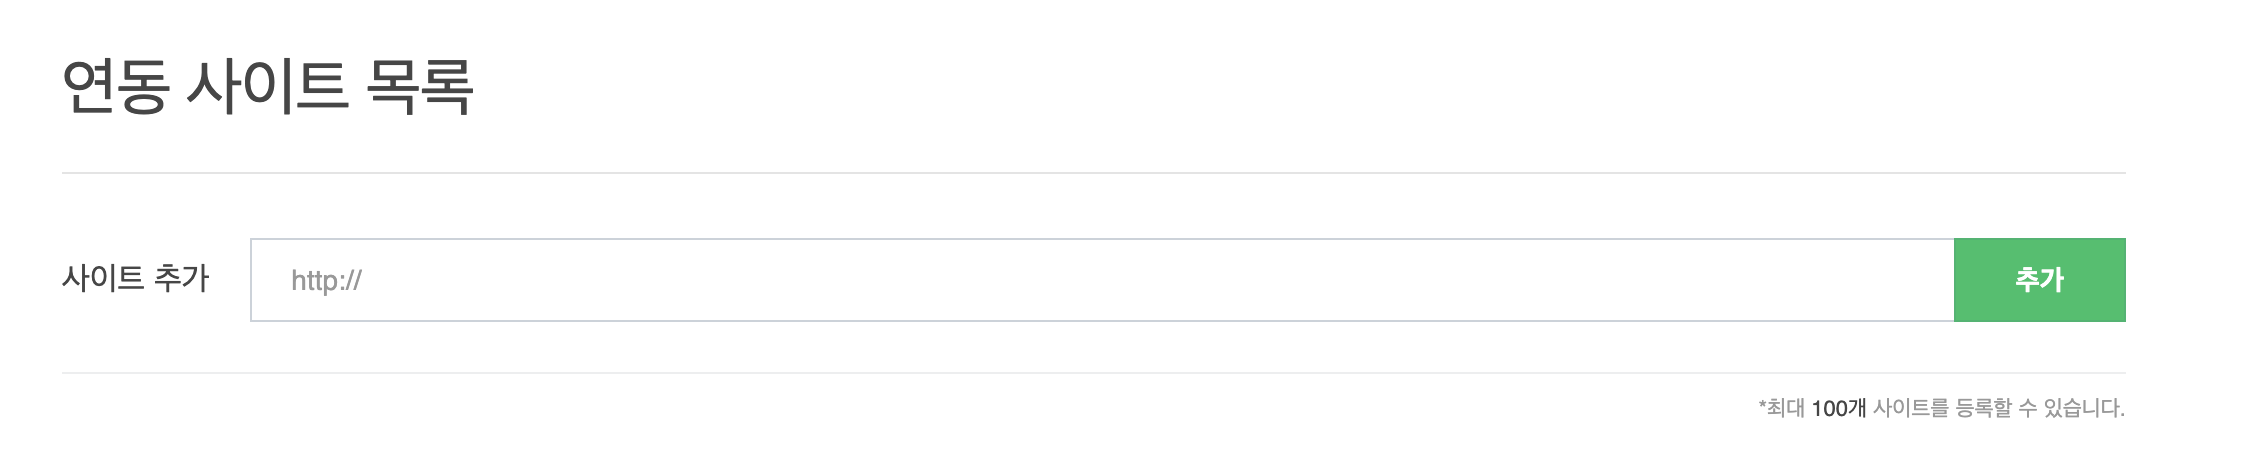 연동 사이트 목록
사이트 추가 http:// 추가
*최대 100개 사이트를 등록할 수 있습니다.